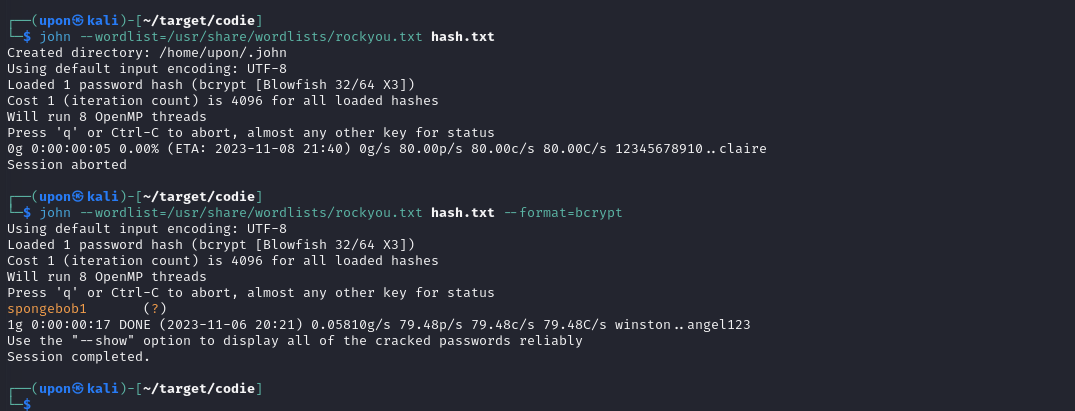 ┌──(upon㉿kali)-[~/target/codie]
└─$ john --wordlist=/usr/share/wordlists/rockyou.txt hash.txt
Created directory: /home/upon/.john
Using default input encoding: UTF-8
Loaded 1 password hash (bcrypt [Blowfish 32/64 X3])
Cost 1 (iteration count) is 4096 for all loaded hashes
Will run 8 OpenMP threads
Press 'q' or Ctrl-C to abort, almost any other key for status
0g 0:00:00:05 0.00% (ETA: 2023-11-08 21:40) 0g/s 80.00p/s 80.00c/s 80.00C/s 12345678910..claire
Session aborted
┌──(upon㉿kali)-[~/target/codie]
└─$ john --wordlist=/usr/share/wordlists/rockyou.txt hash.txt --format=bcrypt
Using default input encoding: UTF-8
Loaded 1 password hash (bcrypt [Blowfish 32/64 X3])
Cost 1 (iteration count) is 4096 for all loaded hashes
Will run 8 OpenMP threads
Press 'q' or Ctrl-C to abort, almost any other key for status
spongebob1       (?)
1g 0:00:00:17 DONE (2023-11-06 20:21) 0.05810g/s 79.48p/s 79.48c/s 79.48C/s winston..angel123
Use the "--show" option to display all of the cracked passwords reliably
Session completed.
┌──(upon㉿kali)-[~/target/codie]
└─$